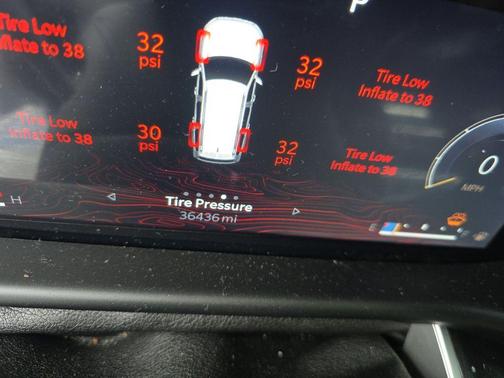 P
Tire Low
Inflate to 38
32
psi
32
psi
Tire Low
Inflate to 38
Tire Low
Inflate to 38
30
psi
32
psi
Tire Low
Inflate to 38
0
MPH
H
Tire Pressure
36436 mi
E